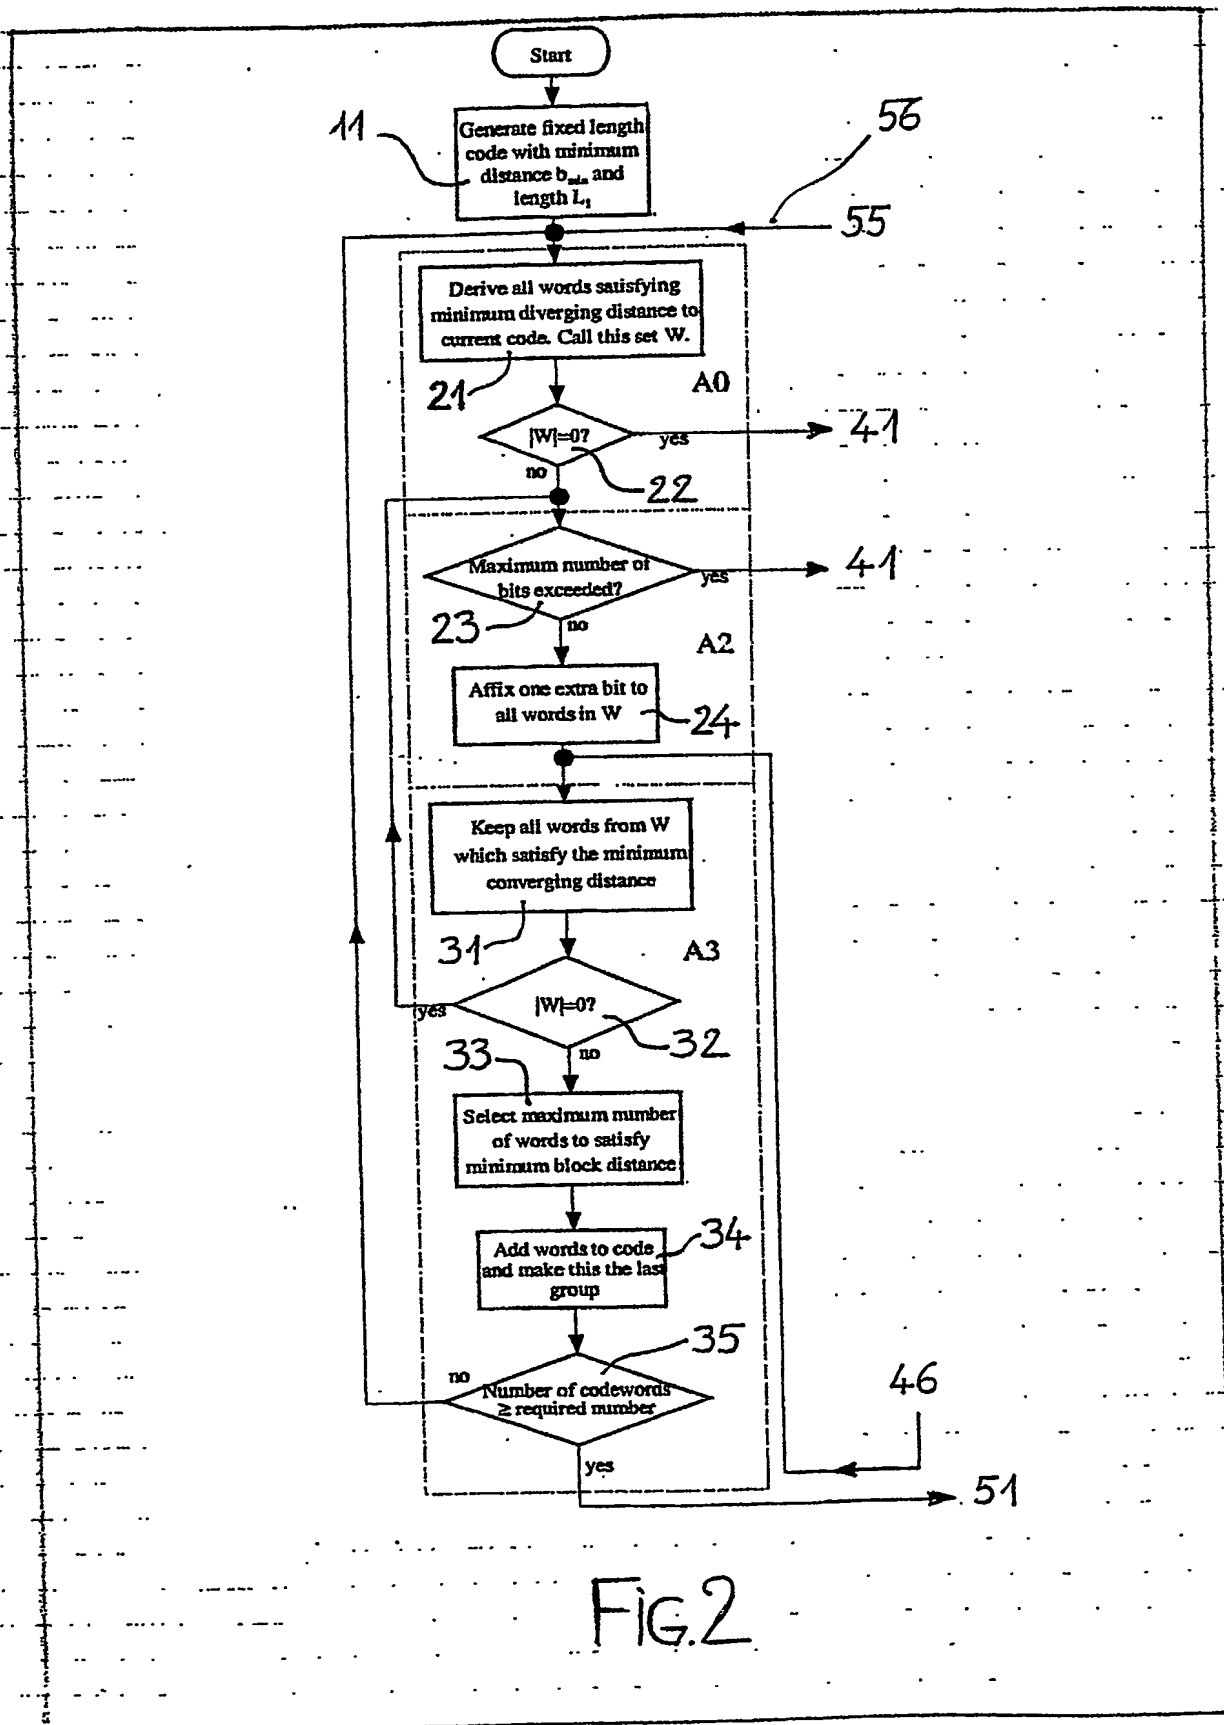 Start
11
Generate fixed length
code with minimum
distance bmin and
length L1
56
55
Derive all words satisfying
minimum diverging distance to
current code. Call this set W.
21
A0
|W|=0?
yes
41
no
22
Maximum number of
bits exceeded?
yes
41
23
no
A2
Affix one extra bit to
all words in W
24
Keep all words from W
which satisfy the minimum
converging distance
31
A3
yes
|W|=0?
32
33
no
Select maximum number
of words to satisfy
minimum block distance
34
Add words to code
and make this the last
group
35
no
Number of codewords
≥ required number
46
yes
51
Fig.2